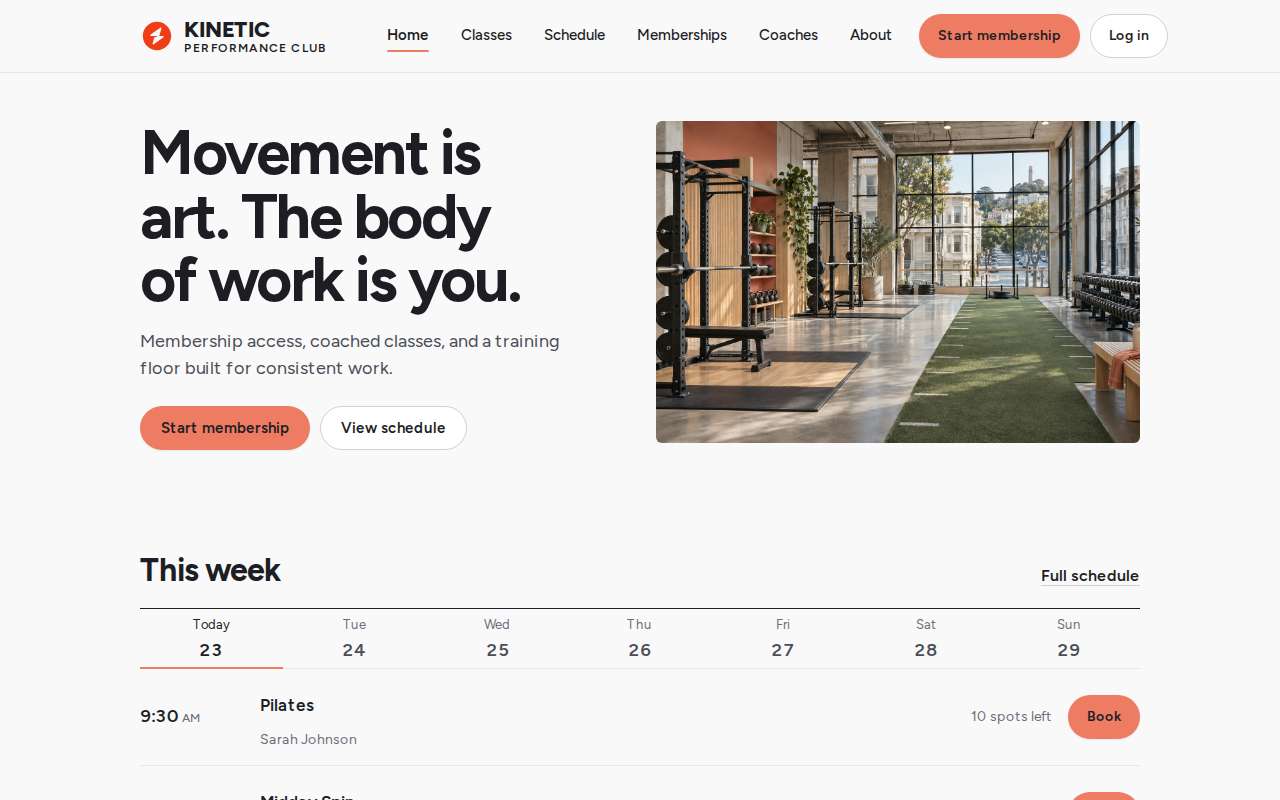 KINETIC
PERFORMANCE CLUB
Home Classes Schedule Memberships Coaches About Start membership Log in
Movement is
art. The body
of work is you.
Membership access, coached classes, and a training
floor built for consistent work.
Start membership View schedule
This week
Full schedule
Today Tue Wed Thu Fri Sat Sun
23 24 25 26 27 28 29
9:30 AM
Pilates
Sarah Johnson
10 spots left
Book
Midday Spin